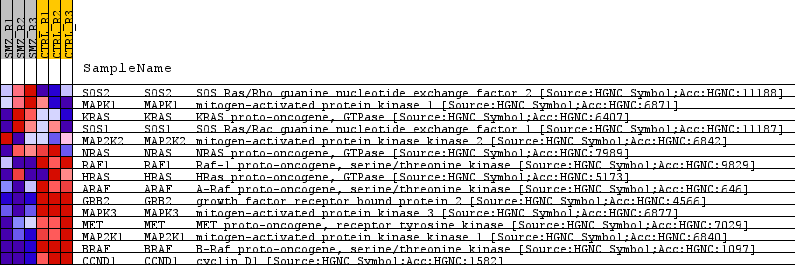 SMZ_R1
SMZ_R2
SMZ_R3
CTRL_R1
CTRL_R2
CTRL_R3
SampleName
SOS2 SOS2 SOS Ras/Rho guanine nucleotide exchange factor 2 [Source:HGNC Symbol;Acc:HGNC:11188]
MAPK1 MAPK1 mitogen-activated protein kinase 1 [Source:HGNC Symbol;Acc:HGNC:6871]
KRAS KRAS KRAS proto-oncogene, GTPase [Source:HGNC Symbol;Acc:HGNC:6407]
SOS1 SOS1 SOS Ras/Rac guanine nucleotide exchange factor 1 [Source:HGNC Symbol;Acc:HGNC:11187]
MAP2K2 MAP2K2 mitogen-activated protein kinase kinase 2 [Source:HGNC Symbol;Acc:HGNC:6842]
NRAS NRAS NRAS proto-oncogene, GTPase [Source:HGNC Symbol;Acc:HGNC:7989]
RAF1 RAF1 Raf-1 proto-oncogene, serine/threonine kinase [Source:HGNC Symbol;Acc:HGNC:9829]
HRAS HRAS HRas proto-oncogene, GTPase [Source:HGNC Symbol;Acc:HGNC:5173]
ARAF ARAF A-Raf proto-oncogene, serine/threonine kinase [Source:HGNC Symbol;Acc:HGNC:646]
GRB2 GRB2 growth factor receptor bound protein 2 [Source:HGNC Symbol;Acc:HGNC:4566]
MAPK3 MAPK3 mitogen-activated protein kinase 3 [Source:HGNC Symbol;Acc:HGNC:6877]
MET MET MET proto-oncogene, receptor tyrosine kinase [Source:HGNC Symbol;Acc:HGNC:7029]
MAP2K1 MAP2K1 mitogen-activated protein kinase kinase 1 [Source:HGNC Symbol;Acc:HGNC:6840]
BRAF BRAF B-Raf proto-oncogene, serine/threonine kinase [Source:HGNC Symbol;Acc:HGNC:1097]
CCND1 CCND1 cyclin D1 [Source:HGNC Symbol;Acc:HGNC:1582]